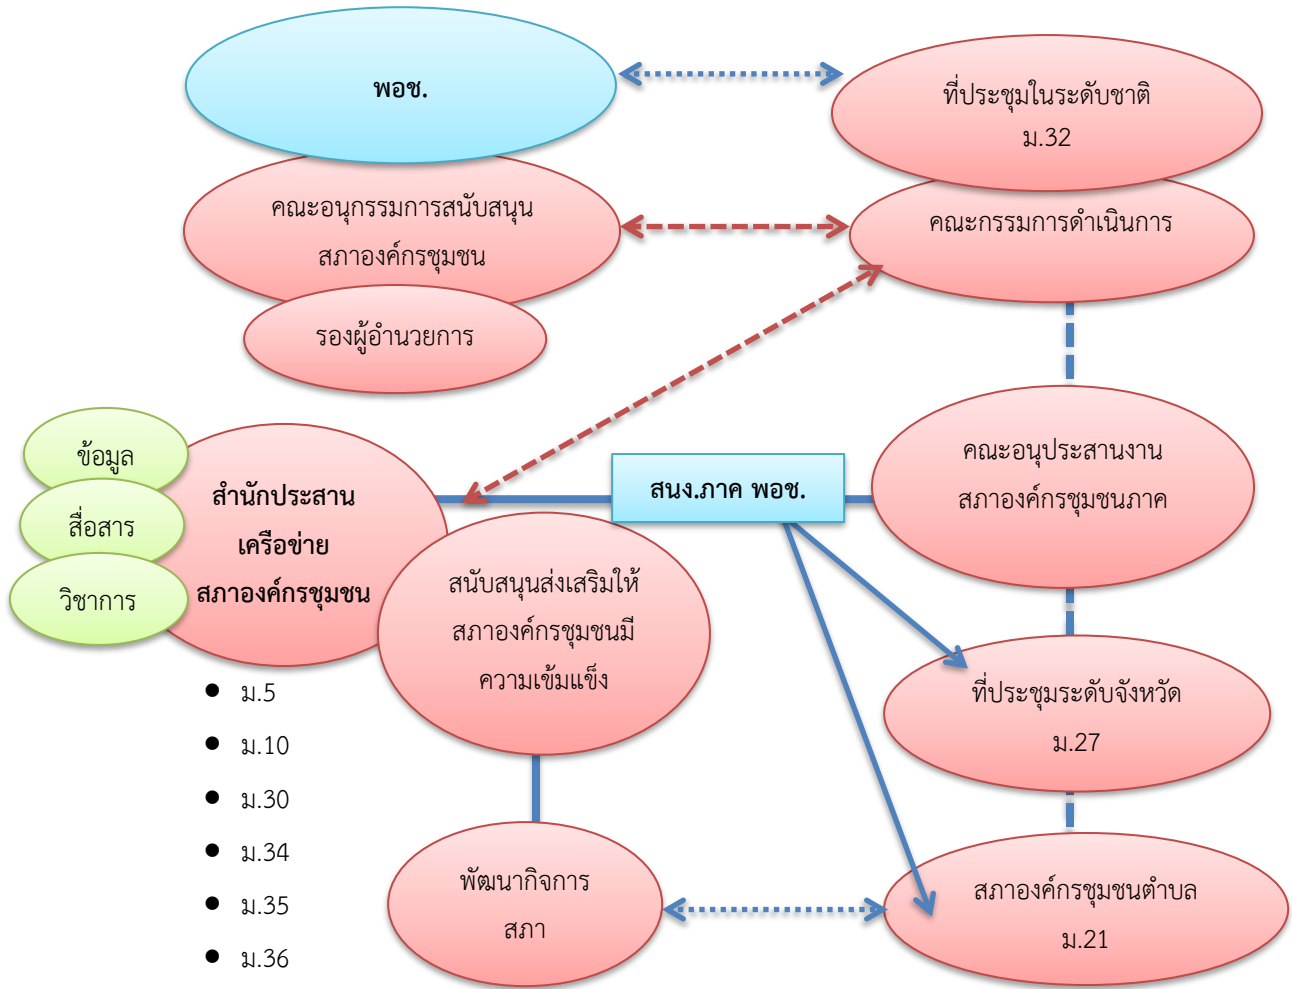 พอช.
ที่ประชุมในระดับชาติ
ม.32
คณะอนุกรรมการสนับสนุน
สภาองค์กรชุมชน
คณะกรรมการดำเนินการ
รองผู้อำนวยการ
ข้อมูล
สื่อสาร
วิชาการ
สำนักประสาน
เครือข่าย
สภาองค์กรชุมชน
สนง.ภาค พอช.
คณะอนุประสานงาน
สภาองค์กรชุมชนภาค
สนับสนุนส่งเสริมให้
สภาองค์กรชุมชนมี
ความเข้มแข็ง
ที่ประชุมระดับจังหวัด
ม.27
● ม.5
● ม.10
● ม.30
● ม.34
● ม.35
● ม.36
พัฒนากิจการ
สภา
สภาองค์กรชุมชนตำบล
ม.21